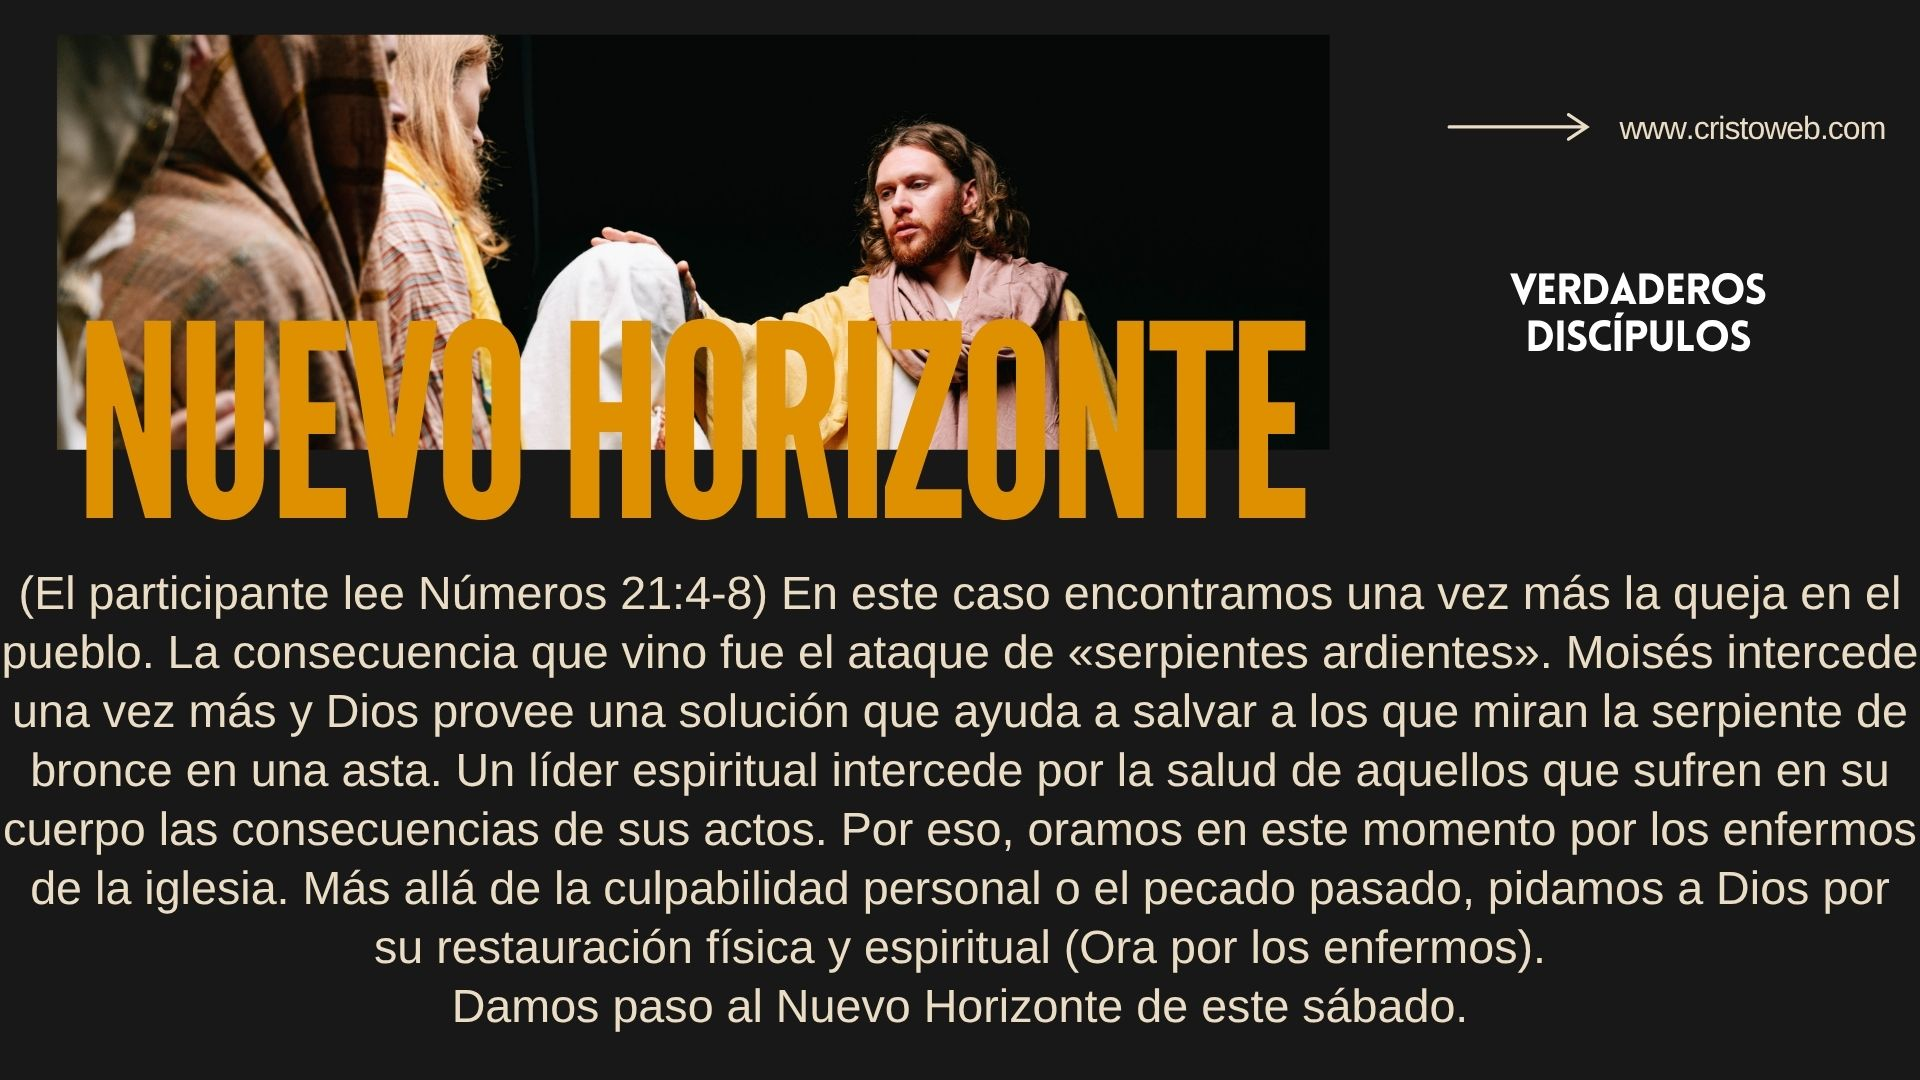 www.cristoweb.com
VERDADEROS
DISCÍPULOS
NUEVO HORIZONTE
(El participante lee Números 21:4-8) En este caso encontramos una vez más la queja en el
pueblo. La consecuencia que vino fue el ataque de «serpientes ardientes». Moisés intercede
una vez más y Dios provee una solución que ayuda a salvar a los que miran la serpiente de
bronce en una asta. Un líder espiritual intercede por la salud de aquellos que sufren en su
cuerpo las consecuencias de sus actos. Por eso, oramos en este momento por los enfermos
de la iglesia. Más allá de la culpabilidad personal o el pecado pasado, pidamos a Dios por
su restauración física y espiritual (Ora por los enfermos).
Damos paso al Nuevo Horizonte de este sábado.